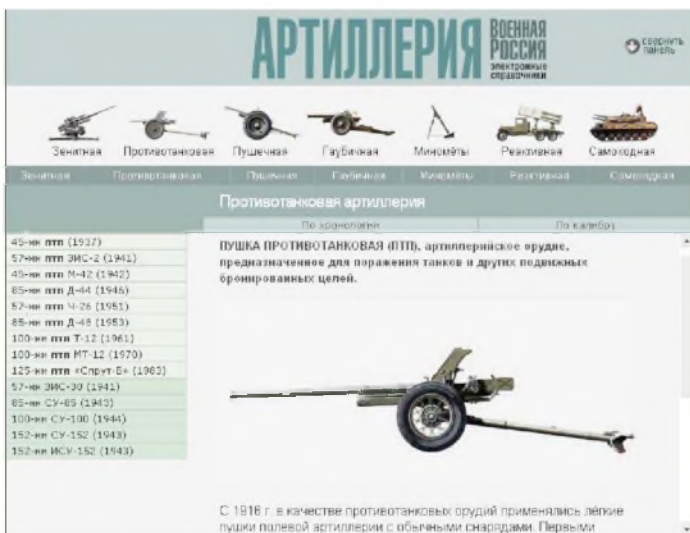 АРТИЛЛЕРИЯ
ВОЕННАЯ
РОССИЯ
электронные
справочники
свернуть
панель
Зенитная Противотанковая Пушечная Гаубичная Миномёты Реактивная Самоходная
Зенитная Противотанковая Пушечная Гаубичная Миномёты Реактивная Самоходная
Противотанковая артиллерия
По хронологии По калибру
45-мм птп (1937)
57-мм птп ЗИС-2 (1941)
45-мм птп М-42 (1942)
85-мм птп Д-44 (1946)
57-мм птп Ч-26 (1951)
85-мм птп Д-48 (1953)
100-мм птп Т-12 (1961)
100-мм птп МТ-12 (1970)
125-мм птп «Спрут-Б» (1983)
57-мм ЗИС-30 (1941)
85-мм СУ-85 (1943)
100-мм СУ-100 (1944)
152-мм СУ-152 (1943)
152-мм ИСУ-152 (1943)
ПУШКА ПРОТИВОТАНКОВАЯ (ПТП), артиллерийское орудие,
предназначенное для поражения танков и других подвижных
бронированных целей.
С 1916 г. в качестве противотанковых орудий применялись лёгкие
пушки полевой артиллерии с обычными снарядами. Первыми